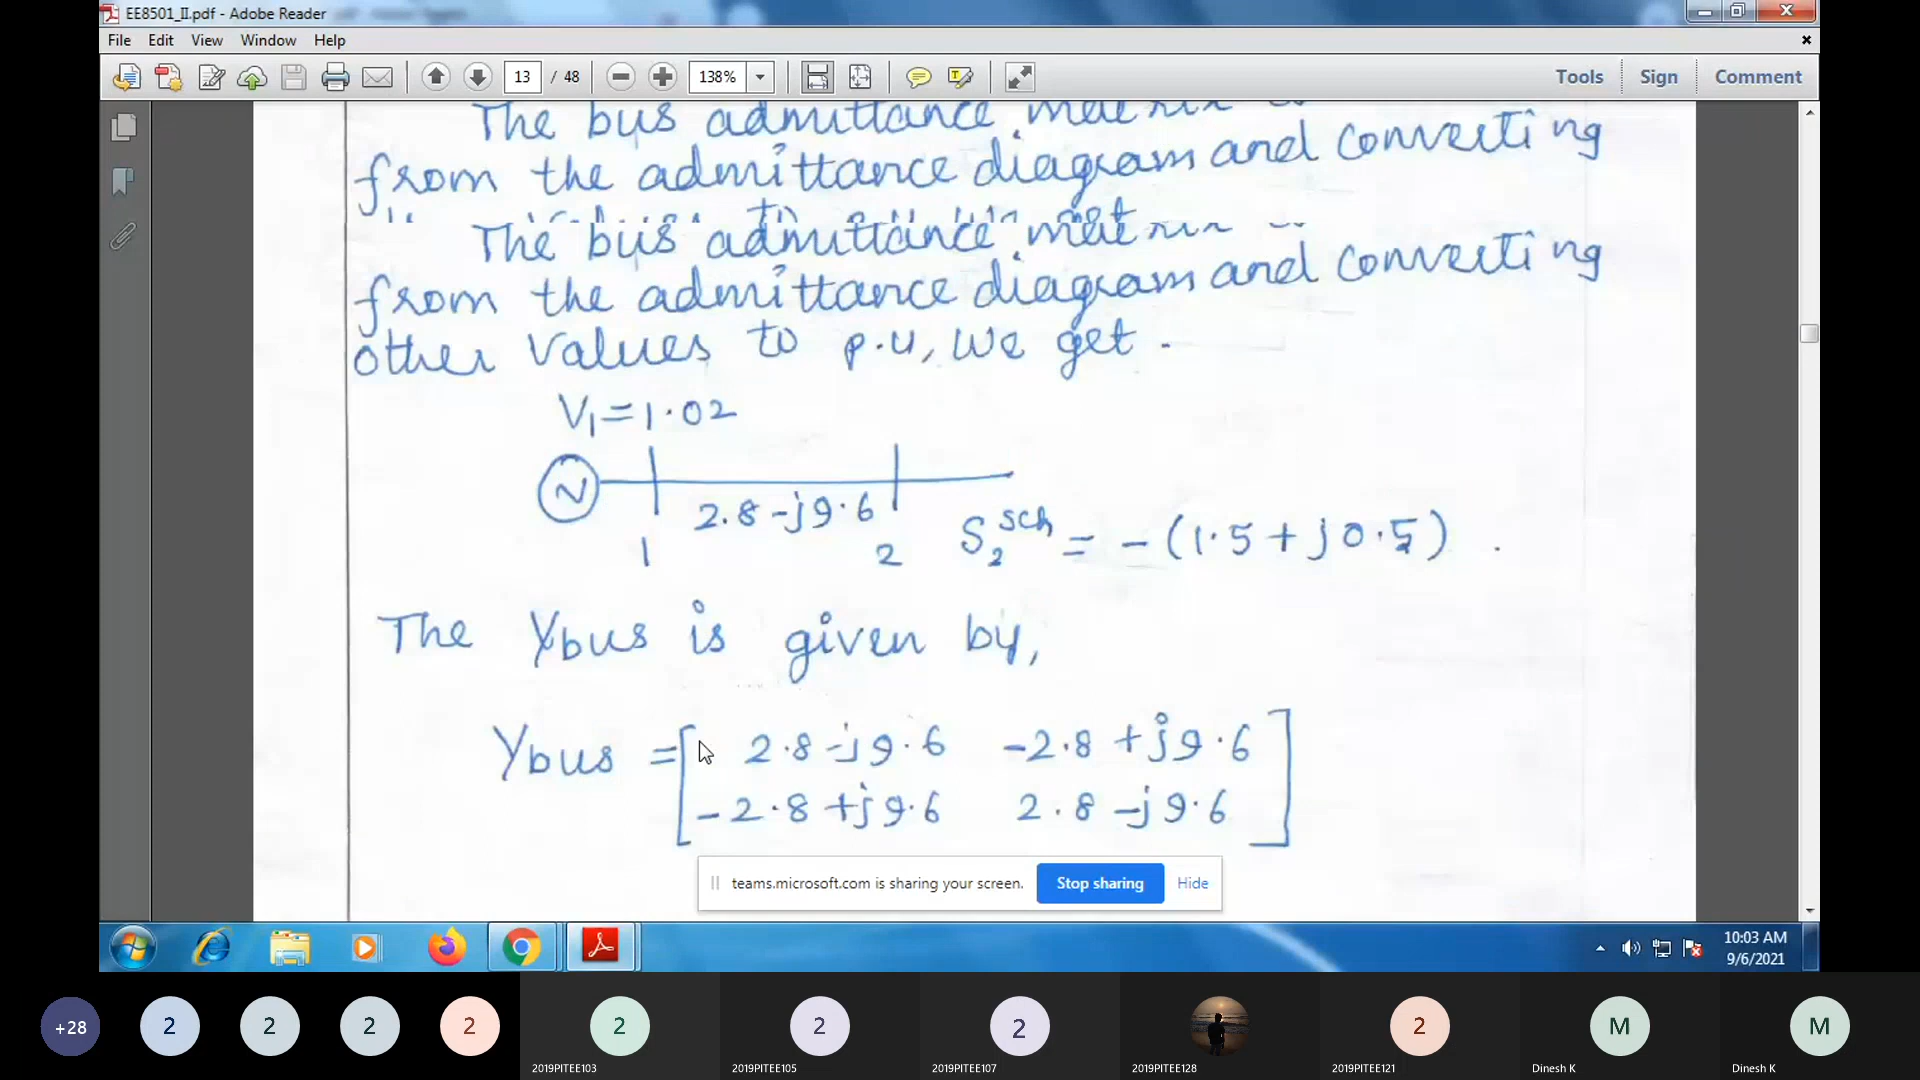 EE8501_II.pdf - Adobe Reader
File Edit View Window Help
13 / 48 138% Tools Sign Comment
The bus admittance
from the admittance diagram and converting
The bus admittance
from the admittance diagram and converting
other values to p.u, we get.
V1 = 1.02
2.8 -j9.6
1 2 S2^sch = -(1.5 + j0.5)
The Ybus is given by,
Ybus = [ 2.8 -j9.6 -2.8 +j9.6 ]
-2.8 +j9.6 2.8 -j9.6
teams.microsoft.com is sharing your screen. Stop sharing Hide
10:03 AM
9/6/2021
+28 2 2 2 2 2 2 2 2 M M
2019PITEE103 2019PITEE105 2019PITEE107 2019PITEE128 2019PITEE121 Dinesh K Dinesh K